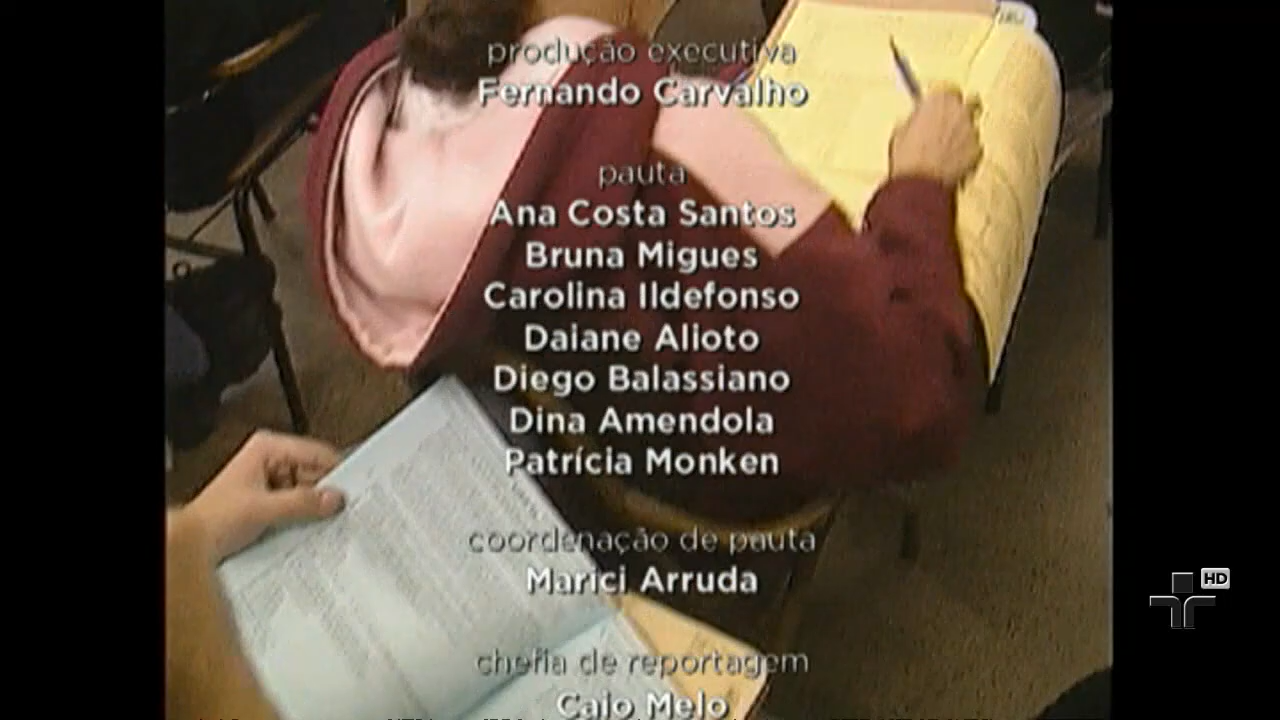 produção executiva
Fernando Carvalho
pauta
Ana Costa Santos
Bruna Migues
Carolina Ildefonso
Daiane Alioto
Diego Balassiano
Dina Amendola
Patrícia Monken
coordenação de pauta
Marici Arruda
chefia de reportagem
Caio Melo
HD